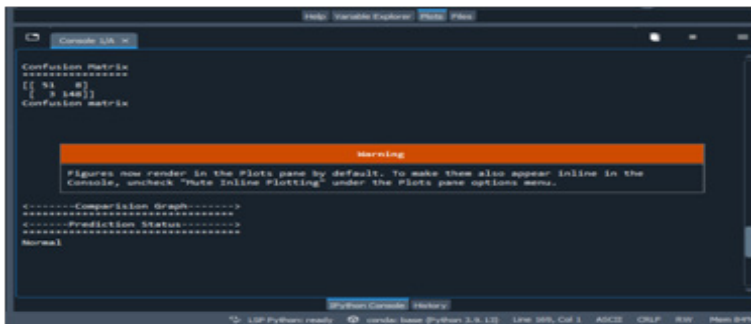 Help Variable Explorer Plots Files
Console 1/A ×
Confusion Matrix
****************
[[ 51 8]
[ 3 148]]
Confusion matrix
Warning
Figures now render in the Plots pane by default. To make them also appear inline in the
Console, uncheck "Mute Inline Plotting" under the Plots pane options menu.
<-------Comparision Graph------->
<-------Prediction Status------->
Normal
IPython Console History
LSP Python: ready conda: base (Python 3.9.13) Line 169, Col 1 ASCII CRLF RW Mem